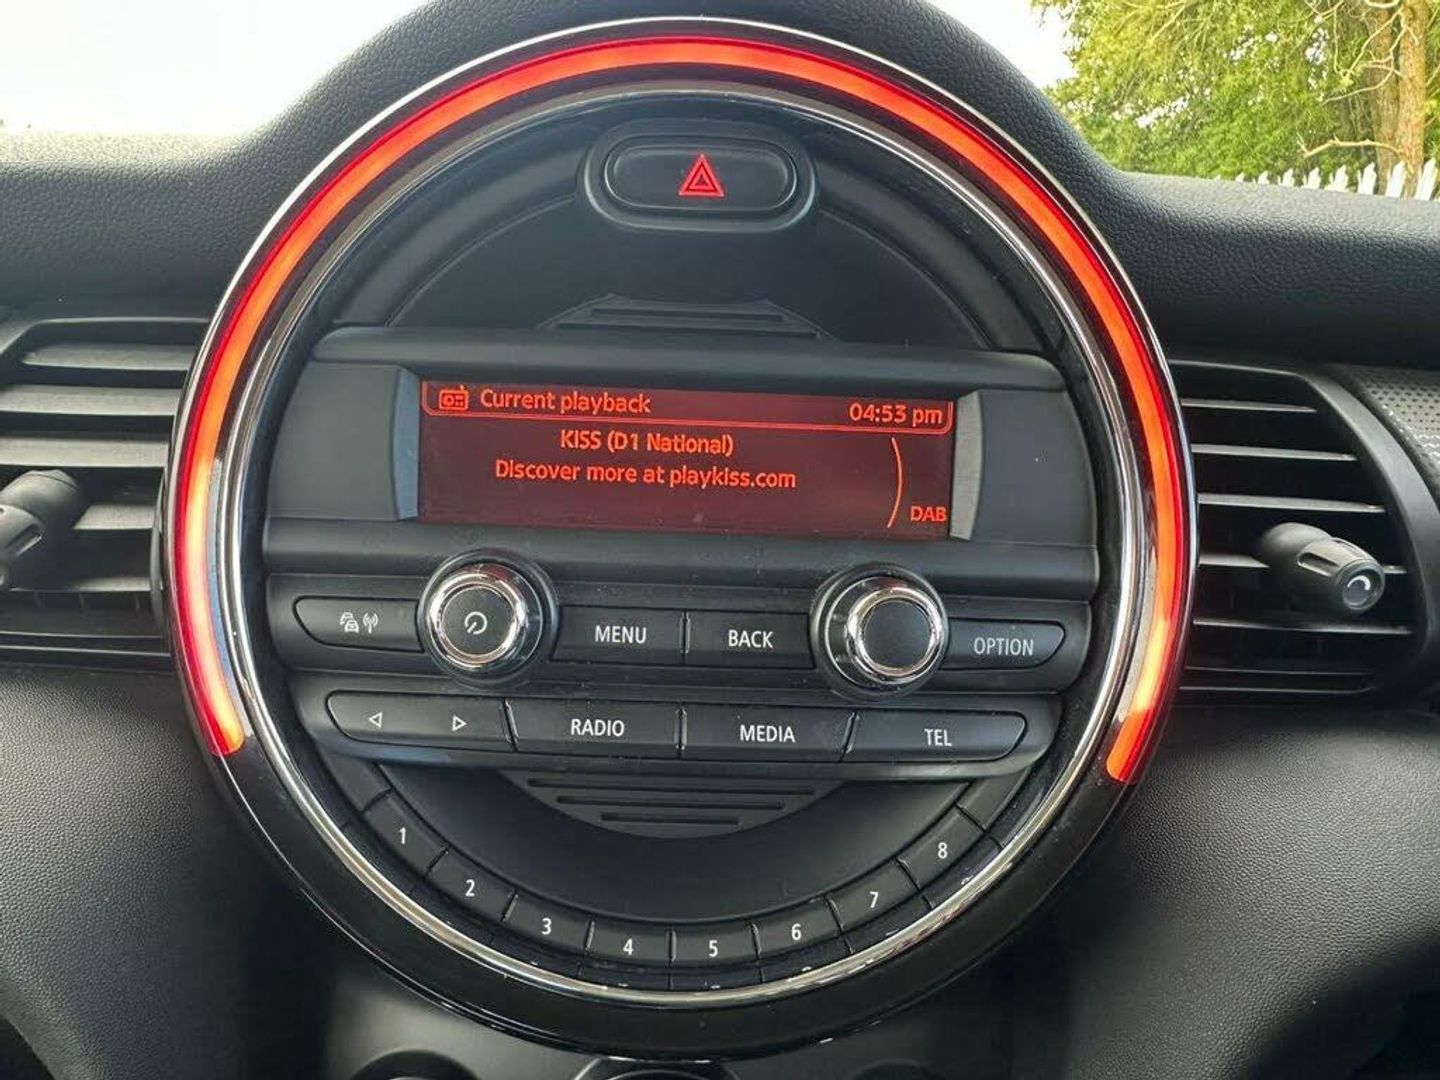 Current playback 04:53 pm
KISS (D1 National)
Discover more at playkiss.com
DAB
MENU BACK OPTION
RADIO MEDIA TEL
1 2 3 4 5 6 7 8